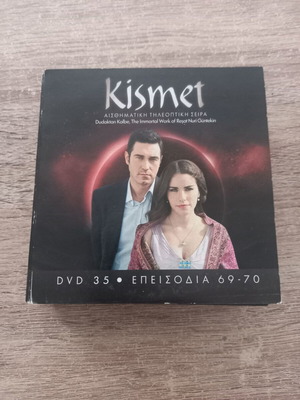 Kismet
ΑΙΣΘΗΜΑΤΙΚΗ ΤΗΛΕΟΠΤΙΚΗ ΣΕΙΡΑ
Dudaktan Kalbe, The Immortal Work of Reşat Nuri Güntekin
DVD 35 • ΕΠΕΙΣΟΔΙΑ 69-70